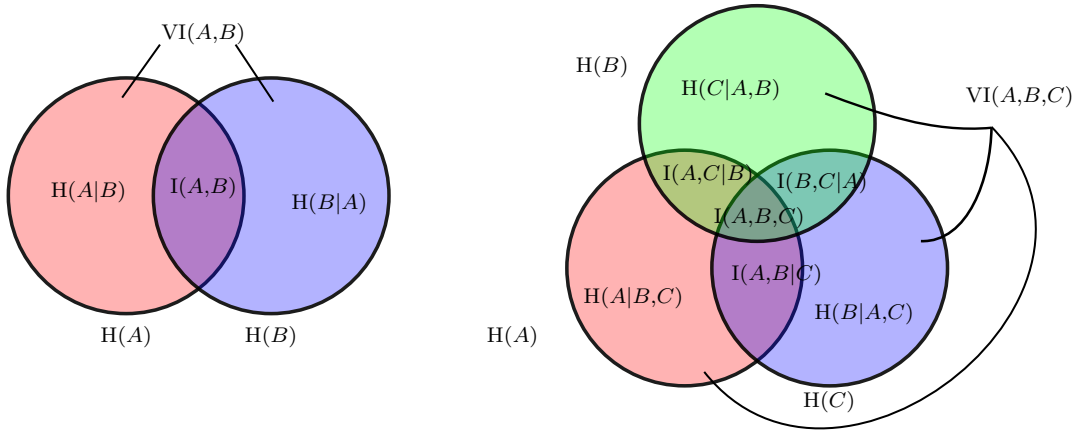 VI(A,B)
H(A|B)
I(A,B)
H(B|A)
H(A)
H(B)
H(B)
H(C|A,B)
VI(A,B,C)
I(A,C|B)
I(B,C|A)
I(A,B,C)
I(A,B|C)
H(A|B,C)
H(B|A,C)
H(A)
H(C)